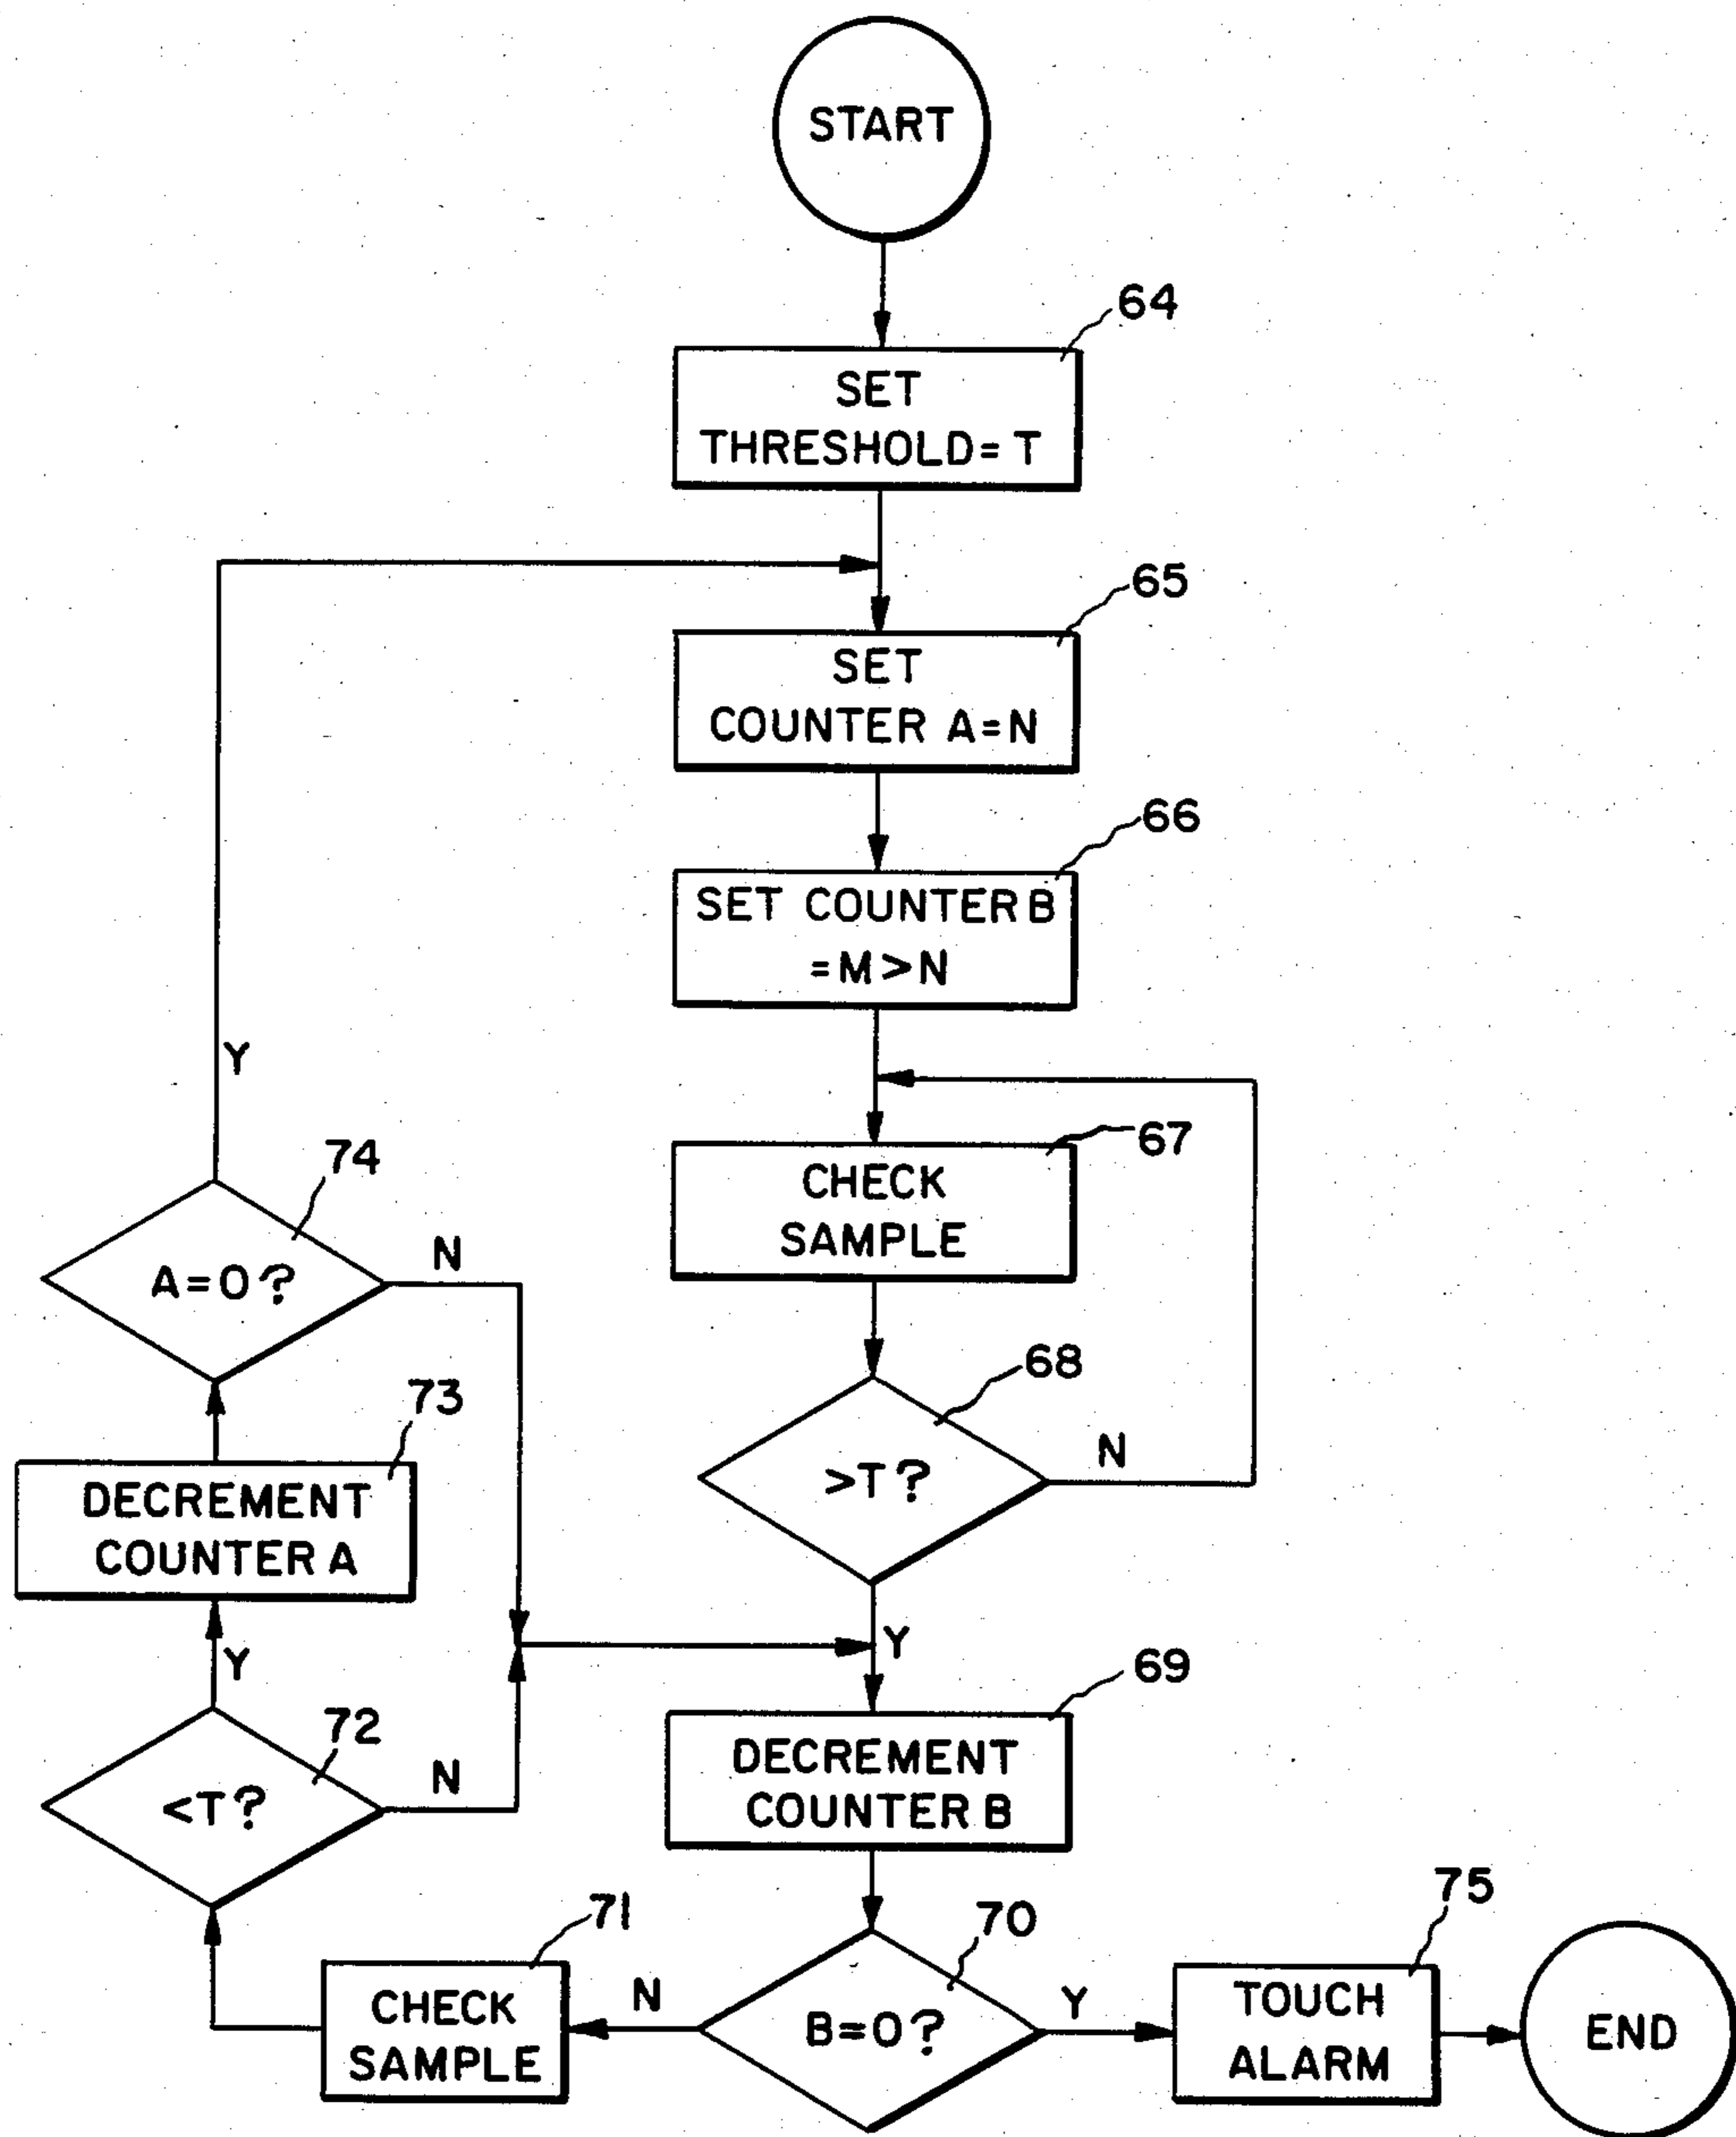 START
64
SET
THRESHOLD= T
65
SET
COUNTER A=N
66
SET COUNTER B
=M>N
Y
67
CHECK
SAMPLE
74
A=0?
N
68
>T?
N
73
DECREMENT
COUNTER A
Y
Y
69
72
<T?
N
DECREMENT
COUNTER B
71
CHECK
SAMPLE
N
70
B=0?
Y
75
TOUCH
ALARM
END